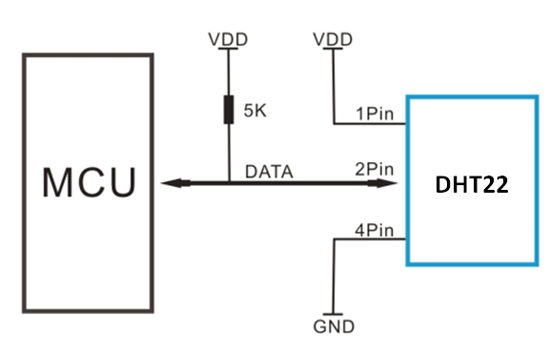 VDD
VDD
5K
1Pin
MCU
DATA
2Pin
DHT22
4Pin
GND